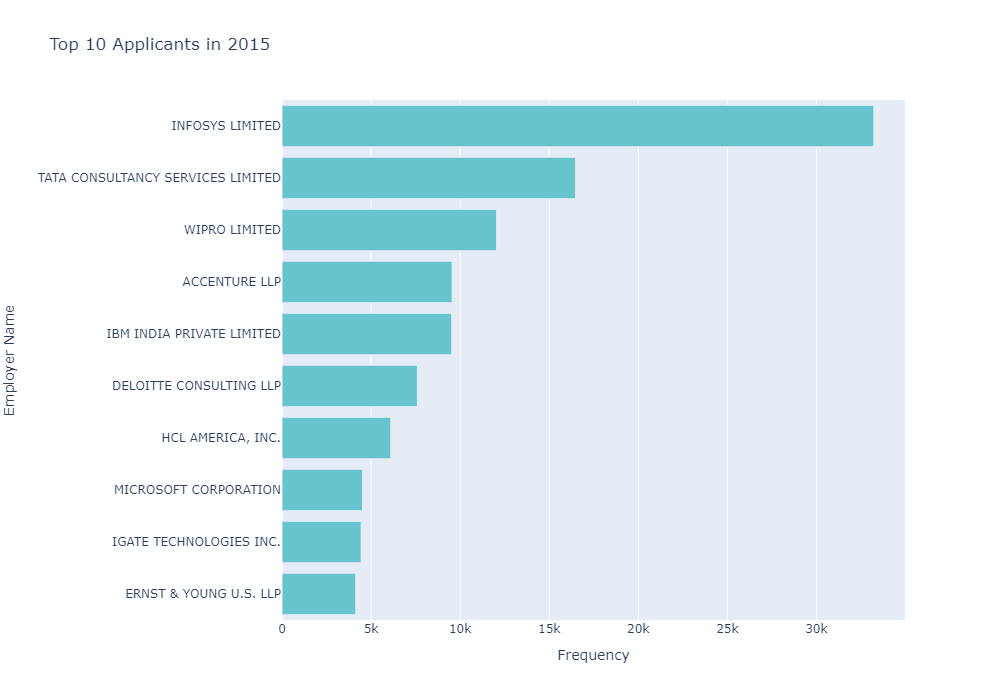 Top 10 Applicants in 2015
INFOSYS LIMITED
TATA CONSULTANCY SERVICES LIMITED
WIPRO LIMITED
ACCENTURE LLP
IBM INDIA PRIVATE LIMITED
DELOITTE CONSULTING LLP
HCL AMERICA, INC.
MICROSOFT CORPORATION
IGATE TECHNOLOGIES INC.
ERNST & YOUNG U.S. LLP
Employer Name
0 5k 10k 15k 20k 25k 30k
Frequency